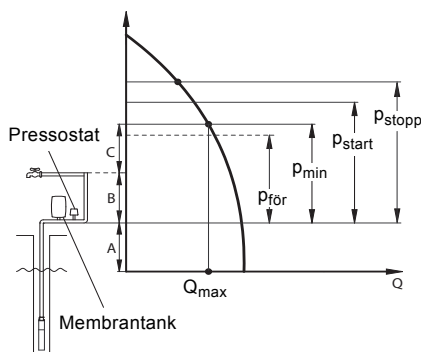 Pressostat
Membrantank
C
B
A
p_stopp
p_start
p_min
p_för
Q_max
Q